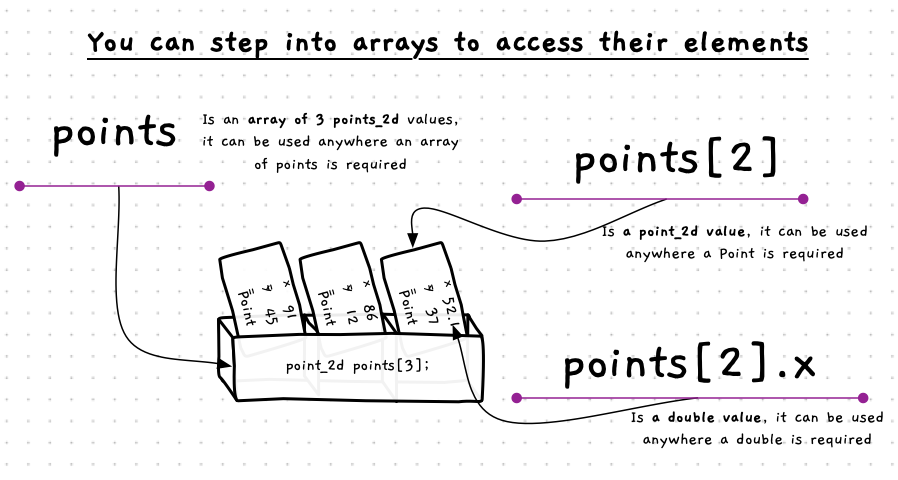 You can step into arrays to access their elements
points
Is an array of 3 points_2d values,
it can be used anywhere an array
of points is required
points[2]
Is a point_2d value, it can be used
anywhere a Point is required
Point
x 91
y 45
Point
x 86
y 12
Point
x 52.1
y 37
point_2d points[3];
points[2].x
Is a double value, it can be used
anywhere a double is required